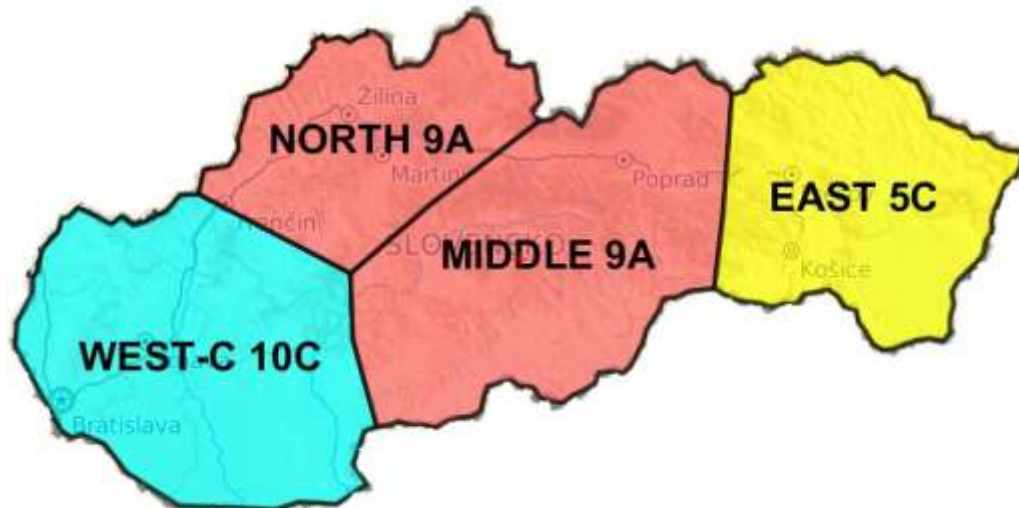 Žilina
NORTH 9A
Martin
Poprad
Trenčín
EAST 5C
SLOVENSKO
MIDDLE 9A
Košice
WEST-C 10C
Bratislava